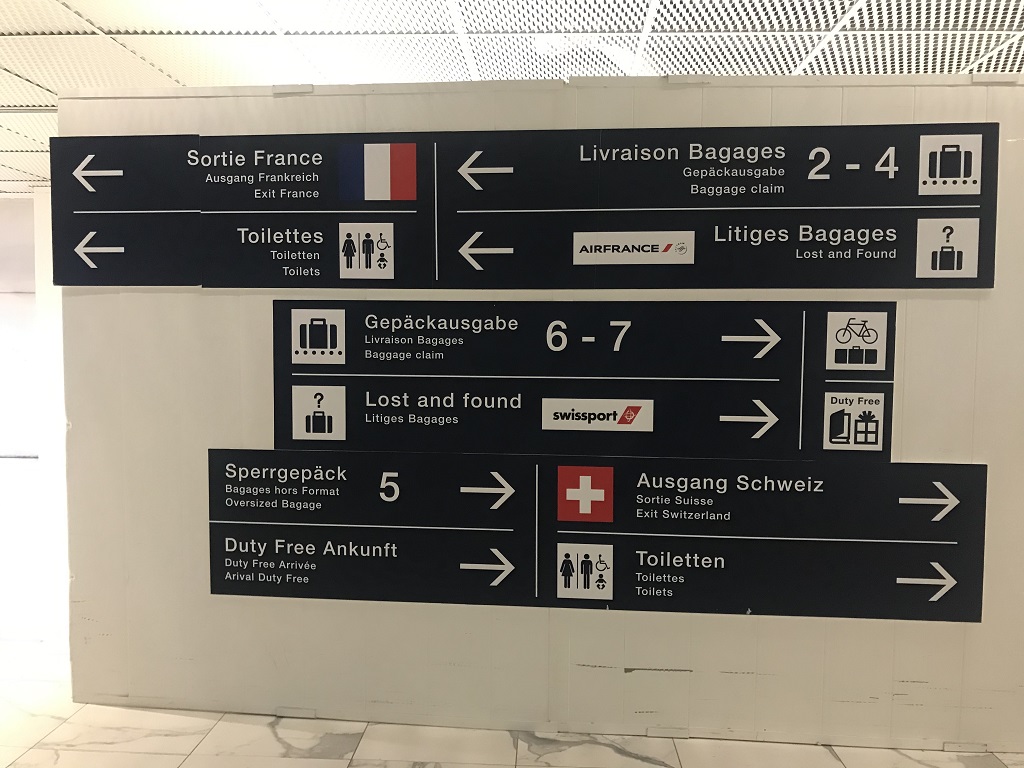 Sortie France
Ausgang Frankreich
Exit France
Toilettes
Toiletten
Toilets
Livraison Bagages 2 - 4
Gepäckausgabe
Baggage claim
AIRFRANCE
Litiges Bagages
Lost and Found
Gepäckausgabe 6 - 7
Livraison Bagages
Baggage claim
Lost and found
Litiges Bagages
swissport
Duty Free
Sperrgepäck 5
Bagages hors Format
Oversized Bagage
Duty Free Ankunft
Duty Free Arrivée
Arival Duty Free
Ausgang Schweiz
Sortie Suisse
Exit Switzerland
Toiletten
Toilettes
Toilets